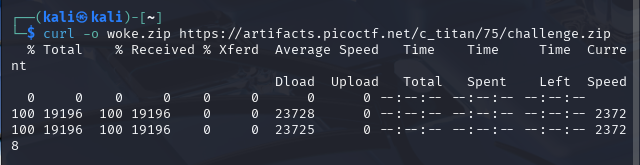 ┌──(kali㉿kali)-[~]
└─$ curl -o woke.zip https://artifacts.picoctf.net/c_titan/75/challenge.zip
  % Total    % Received % Xferd  Average Speed   Time    Time     Time  Curre
nt
                                 Dload  Upload   Total   Spent    Left  Speed
  0     0    0     0    0     0      0      0 --:--:-- --:--:-- --:--:--
100 19196  100 19196    0     0  23728      0 --:--:-- --:--:-- --:--:-- 2372
100 19196  100 19196    0     0  23725      0 --:--:-- --:--:-- --:--:-- 2372
8